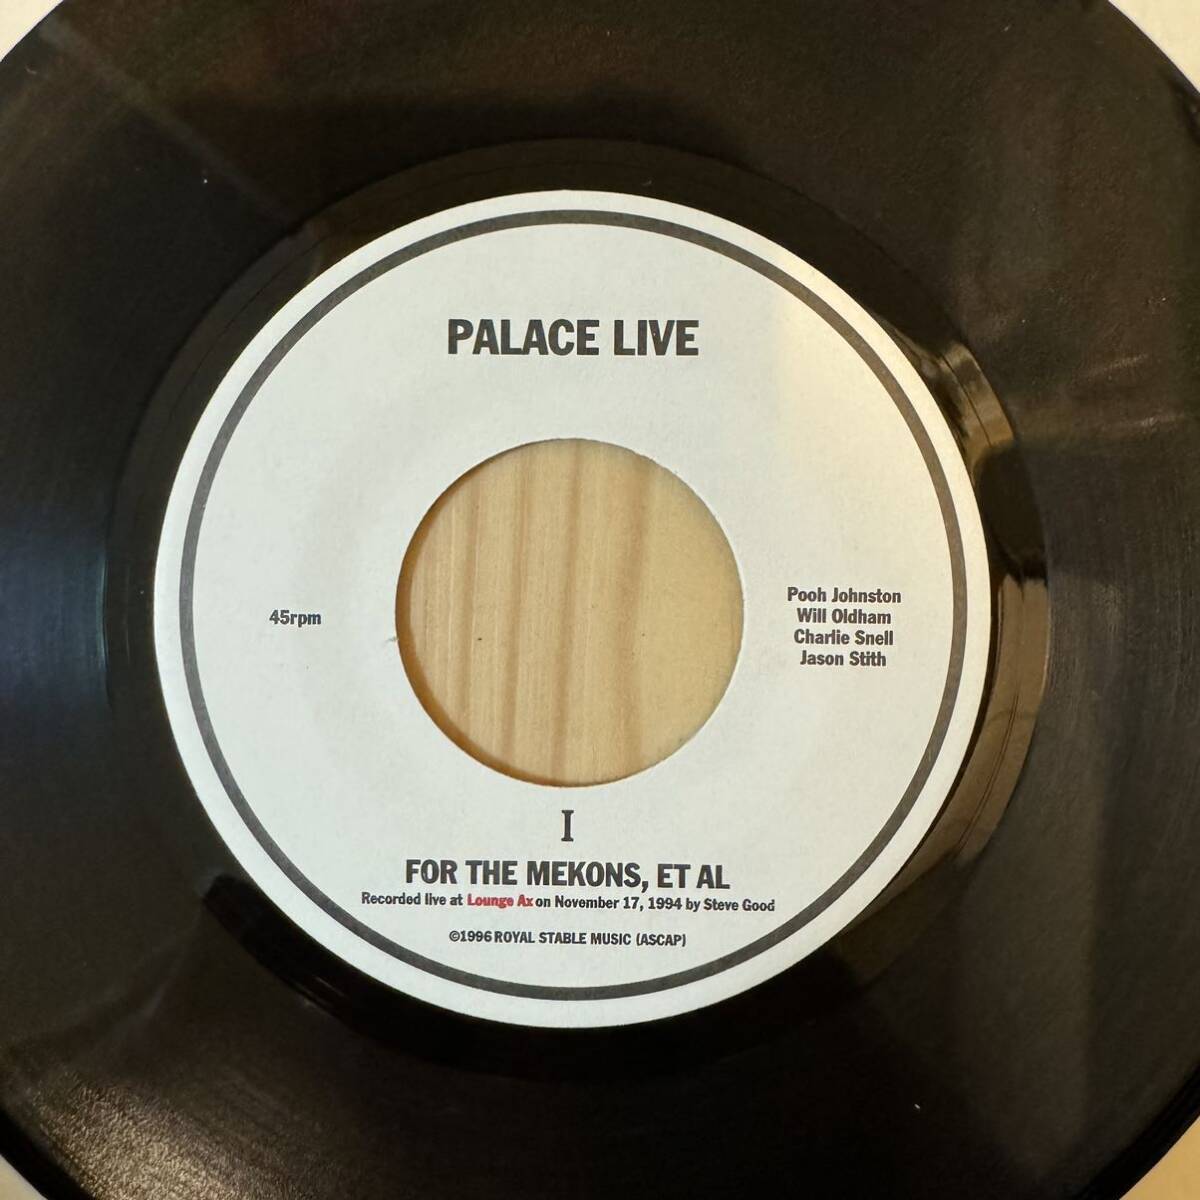 PALACE LIVE
45rpm
Pooh Johnston
Will Oldham
Charlie Snell
Jason Stith
I
FOR THE MEKONS, ET AL
Recorded live at Lounge Ax on November 17, 1994 by Steve Good
©1996 ROYAL STABLE MUSIC (ASCAP)